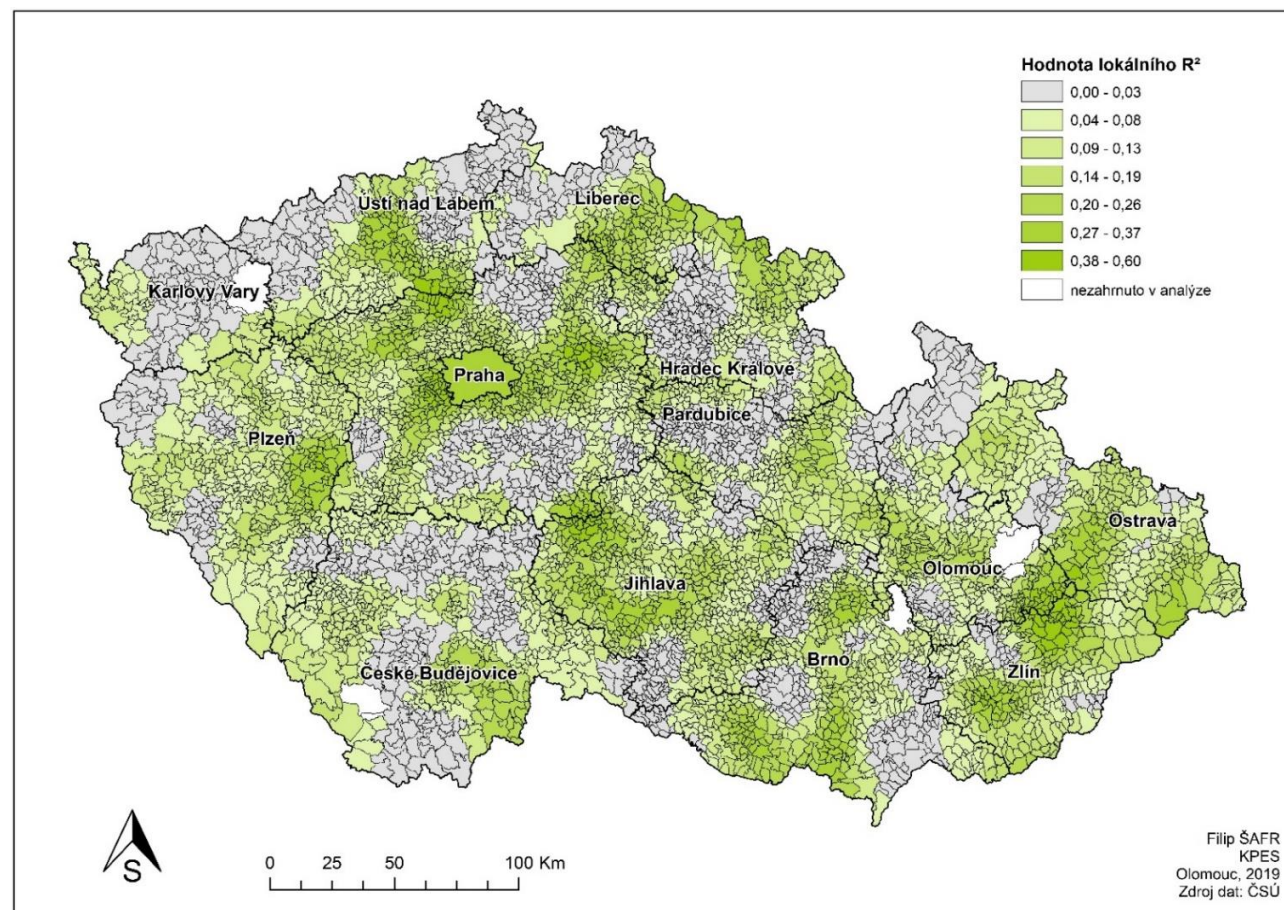 Hodnota lokálního R²
0,00 - 0,03
0,04 - 0,08
0,09 - 0,13
0,14 - 0,19
0,20 - 0,26
0,27 - 0,37
0,38 - 0,60
nezahrnuto v analýze
Ústí nad Labem
Liberec
Karlovy Vary
Praha
Hradec Králové
Pardubice
Plzeň
Ostrava
Olomouc
Jihlava
Brno
Zlín
České Budějovice
S
0 25 50 100 Km
Filip ŠAFR
KPES
Olomouc, 2019
Zdroj dat: ČSÚ